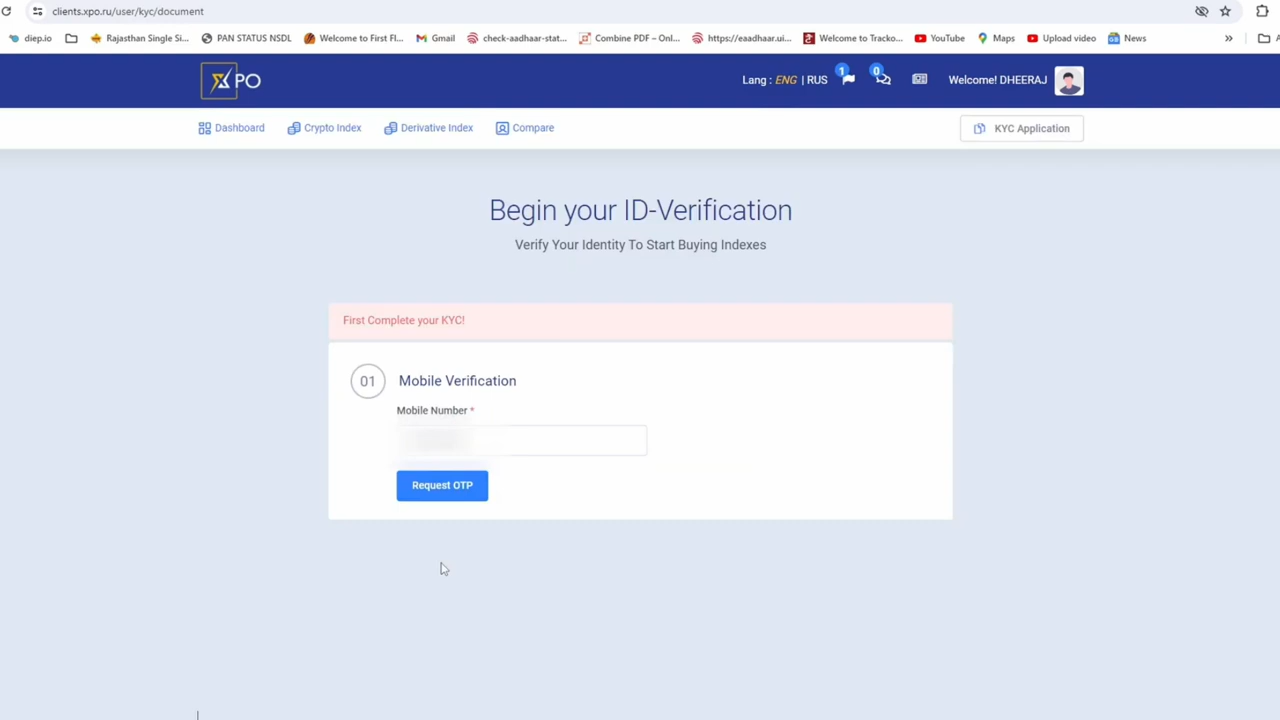 clients.xpo.ru/user/kyc/document
diep.io Rajasthan Single Si... PAN STATUS NSDL Welcome to First Fl... Gmail check-aadhaar-stat... Combine PDF – Onl... https://eaadhaar.ui... Welcome to Tracko... YouTube Maps Upload video News » A
XPO Lang : ENG | RUS 1 0 Welcome! DHEERAJ
Dashboard Crypto Index Derivative Index Compare KYC Application
Begin your ID-Verification
Verify Your Identity To Start Buying Indexes
First Complete your KYC!
01 Mobile Verification
Mobile Number *
Request OTP